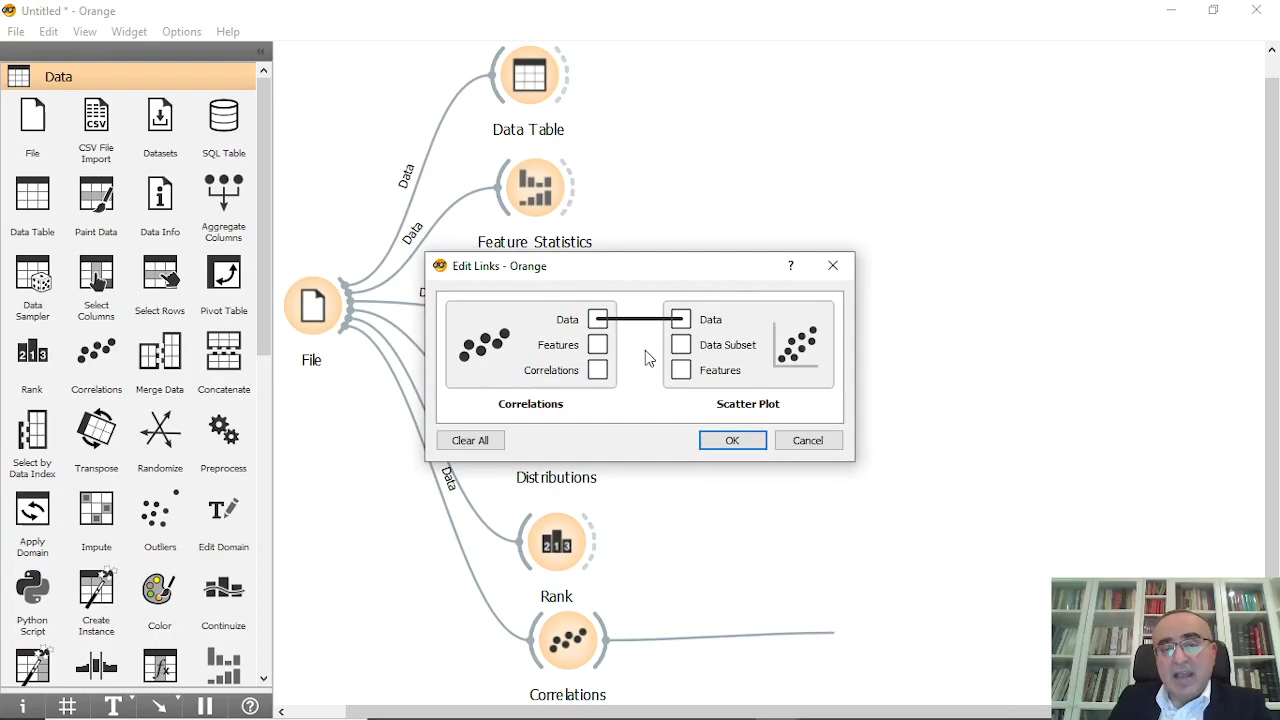 Untitled * - Orange
File Edit View Widget Options Help
Data
File
CSV File
Import
Datasets
SQL Table
Data Table
Paint Data
Data Info
Aggregate
Columns
Data
Sampler
Select
Columns
Select Rows
Pivot Table
Rank
Correlations
Merge Data
Concatenate
Select by
Data Index
Transpose
Randomize
Preprocess
Apply
Domain
Impute
Outliers
Edit Domain
Python
Script
Create
Instance
Color
Continuize
Data Table
Data
Data
Feature Statistics
File
Edit Links - Orange
Data
Features
Correlations
Correlations
Data
Data Subset
Features
Scatter Plot
Clear All
OK
Cancel
Data
Distributions
213
Rank
Correlations